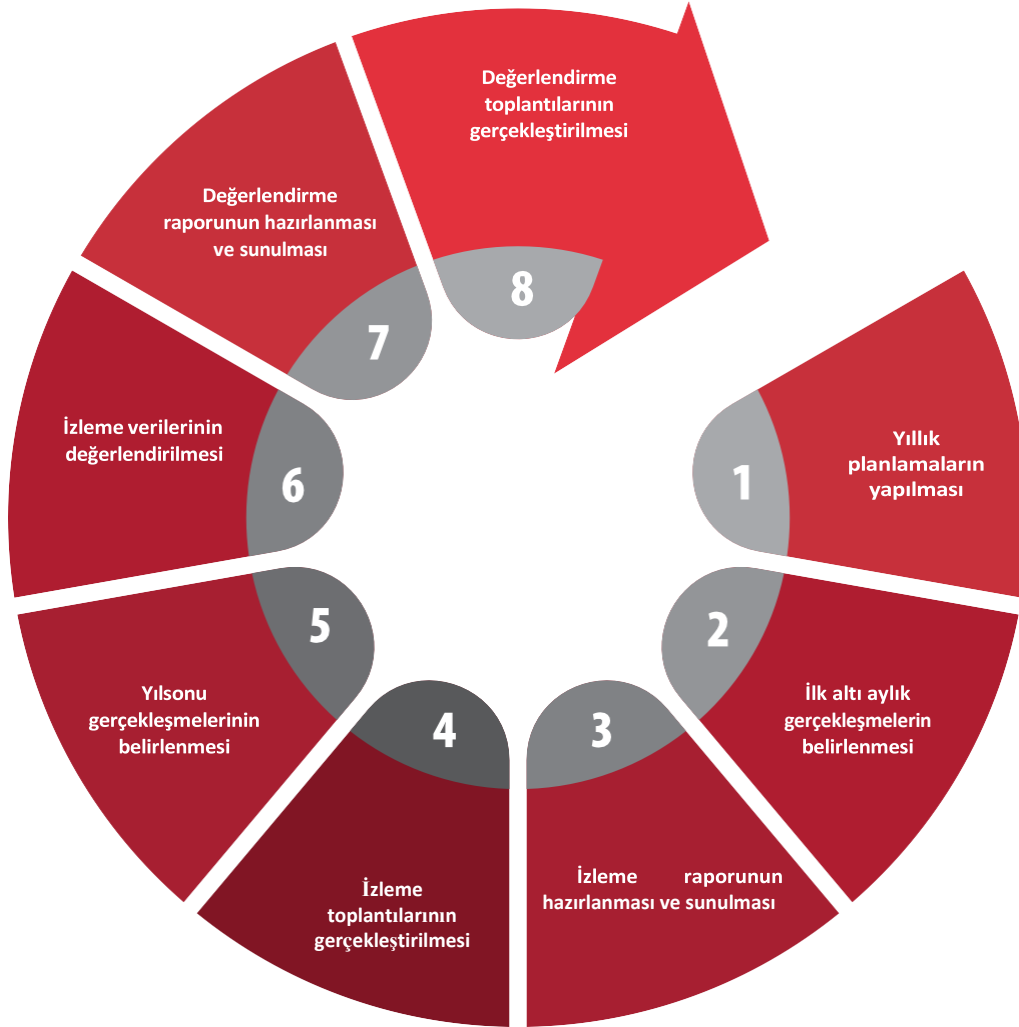 1
Yıllık
planlamaların
yapılması
2
İlk altı aylık
gerçekleşmelerin
belirlenmesi
3
İzleme raporunun
hazırlanması ve sunulması
4
İzleme
toplantılarının
gerçekleştirilmesi
5
Yılsonu
gerçekleşmelerinin
belirlenmesi
6
İzleme verilerinin
değerlendirilmesi
7
Değerlendirme
raporunun hazırlanması
ve sunulması
8
Değerlendirme
toplantılarının
gerçekleştirilmesi